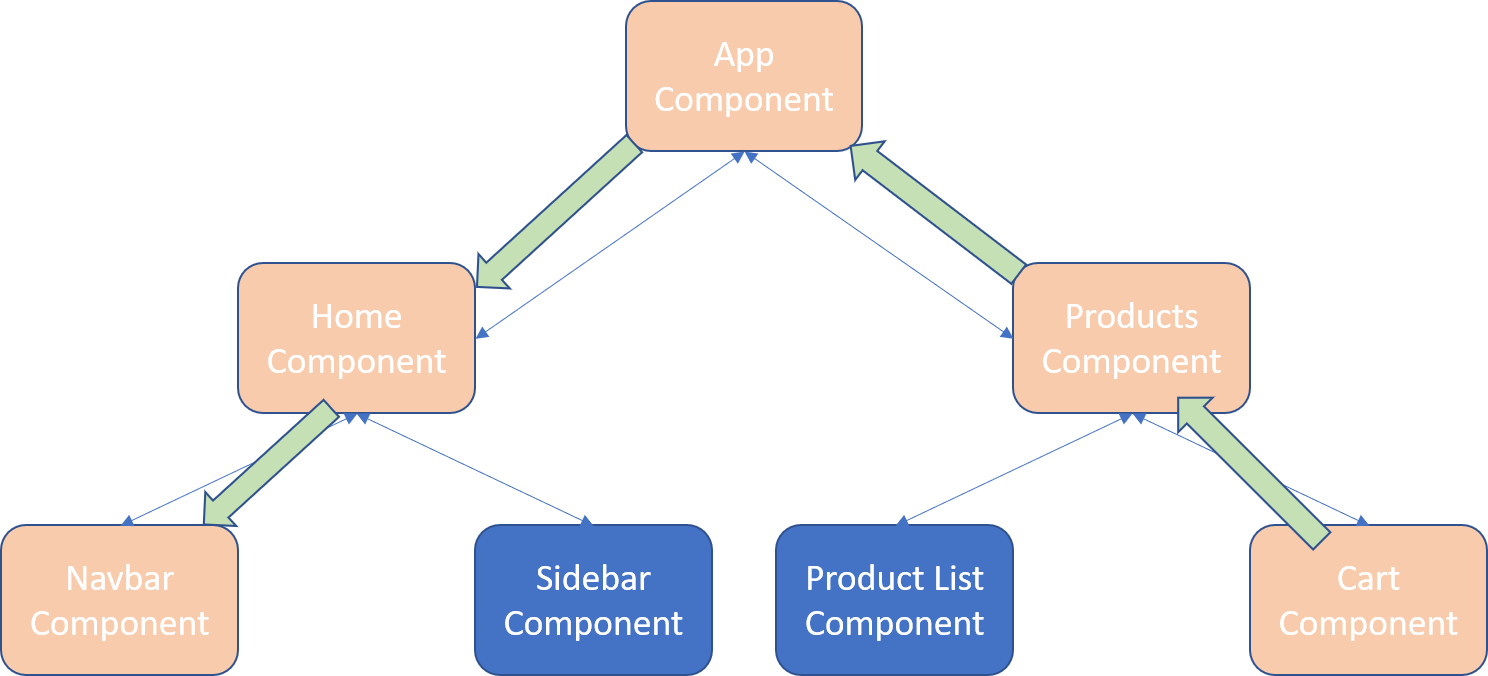 App
Component
Home
Component
Products
Component
Navbar
Component
Sidebar
Component
Product List
Component
Cart
Component